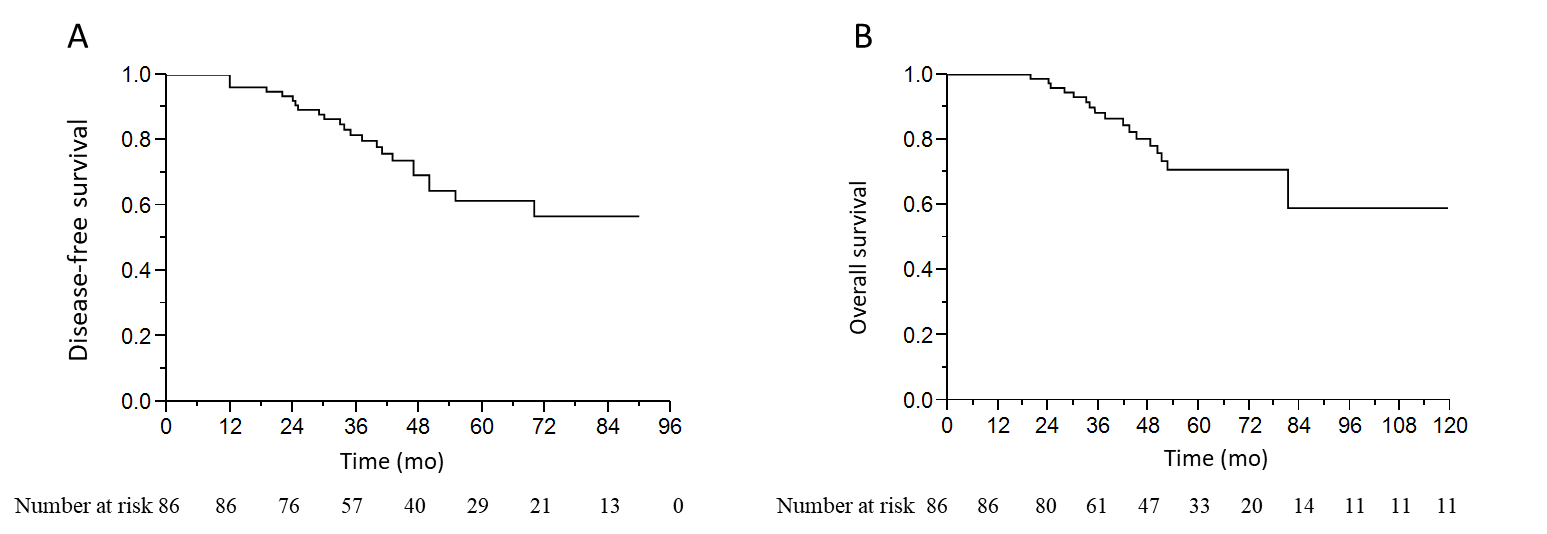 A
Disease-free survival
1.0
0.8
0.6
0.4
0.2
0.0
0 12 24 36 48 60 72 84 96
Time (mo)
Number at risk 86 86 76 57 40 29 21 13 0
B
Overall survival
1.0
0.8
0.6
0.4
0.2
0.0
0 12 24 36 48 60 72 84 96 108 120
Time (mo)
Number at risk 86 86 80 61 47 33 20 14 11 11 11